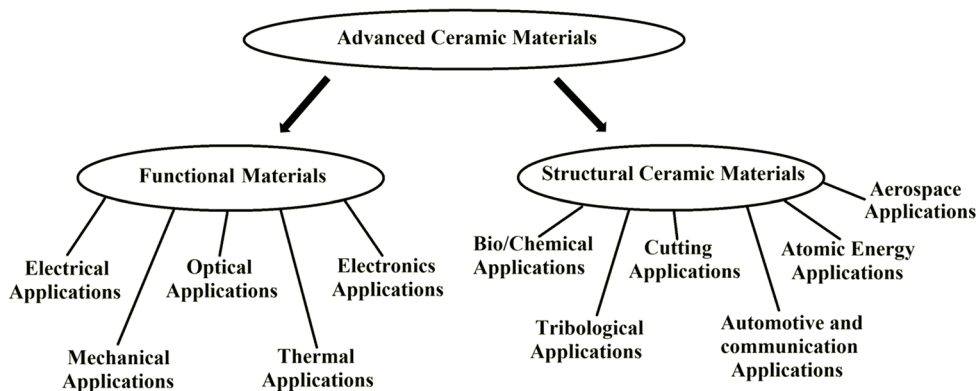 Advanced Ceramic Materials
Functional Materials
Electrical
Applications
Mechanical
Applications
Optical
Applications
Thermal
Applications
Electronics
Applications
Structural Ceramic Materials
Bio/Chemical
Applications
Tribological
Applications
Cutting
Applications
Automotive and
communication
Applications
Atomic Energy
Applications
Aerospace
Applications